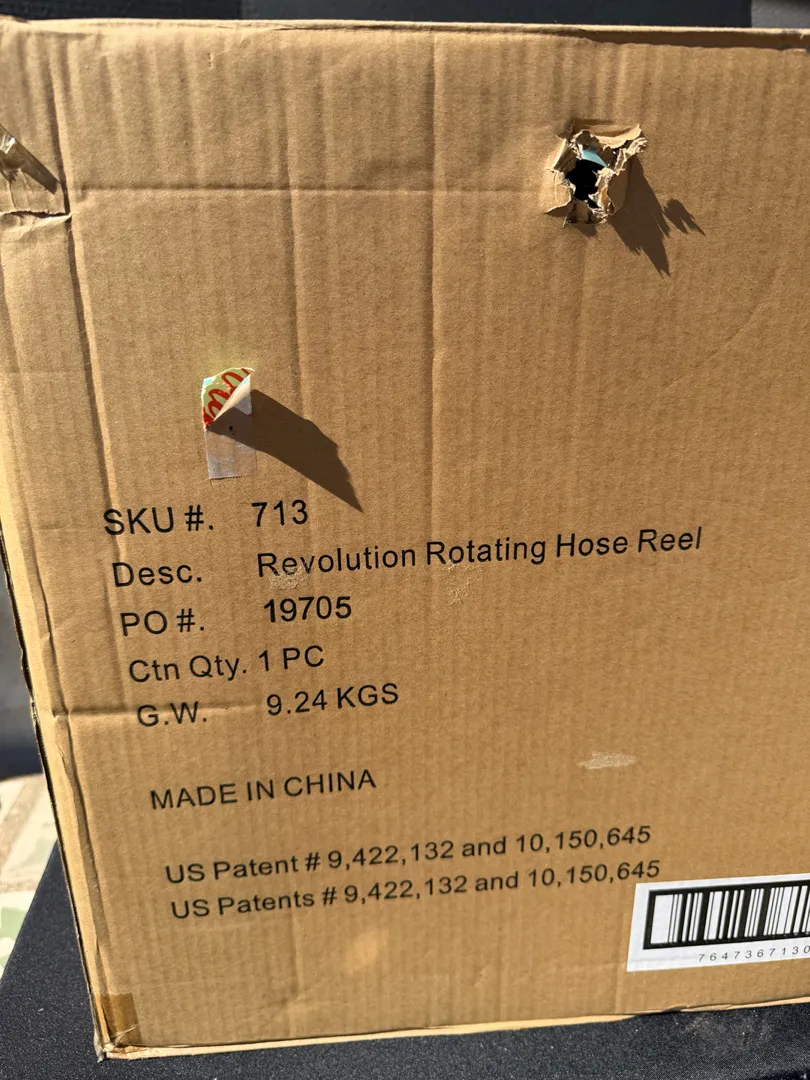 SKU #. 713
Desc. Revolution Rotating Hose Reel
PO #. 19705
Ctn Qty. 1 PC
G.W. 9.24 KGS
MADE IN CHINA
US Patent # 9,422,132 and 10,150,645
US Patents # 9,422,132 and 10,150,645
7647367130